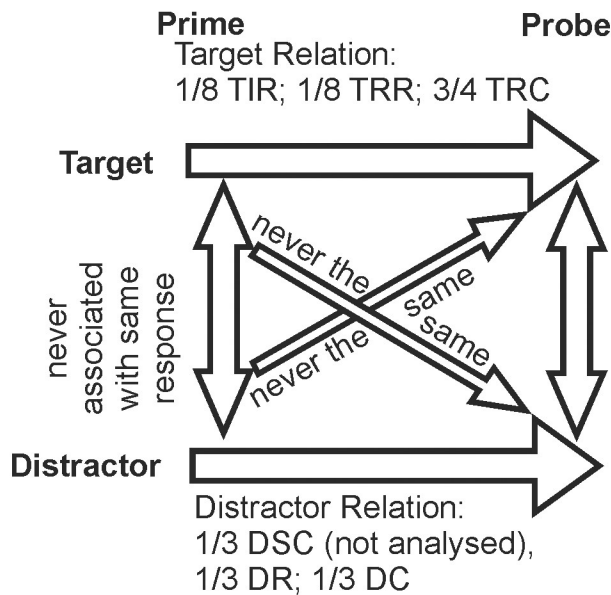 Prime
Probe
Target Relation:
1/8 TIR; 1/8 TRR; 3/4 TRC
Target
never the
same
never
associated
with same
response
never the
same
Distractor
Distractor Relation:
1/3 DSC (not analysed),
1/3 DR; 1/3 DC